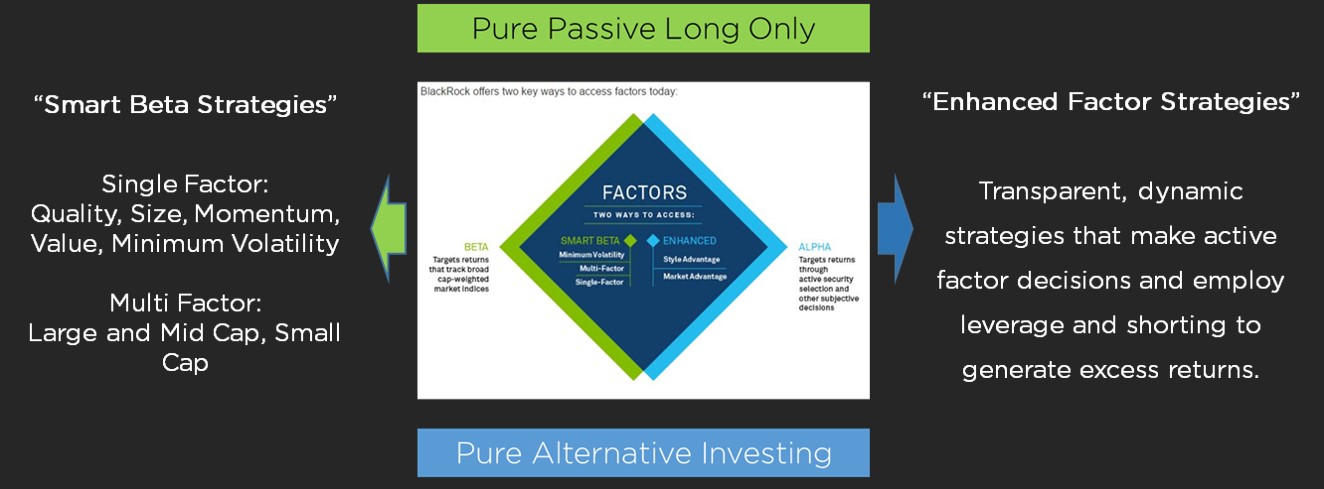 Pure Passive Long Only
“Smart Beta Strategies”
Single Factor:
Quality, Size, Momentum,
Value, Minimum Volatility
Multi Factor:
Large and Mid Cap, Small
Cap
BlackRock offers two key ways to access factors today:
FACTORS
TWO WAYS TO ACCESS:
BETA
Targets returns
that track broad
cap-weighted
market indices
SMART BETA
Minimum Volatility
Multi-Factor
Single-Factor
ENHANCED
Style Advantage
Market Advantage
ALPHA
Targets returns
through
active security
selection and
other subjective
decisions
“Enhanced Factor Strategies”
Transparent, dynamic
strategies that make active
factor decisions and employ
leverage and shorting to
generate excess returns.
Pure Alternative Investing